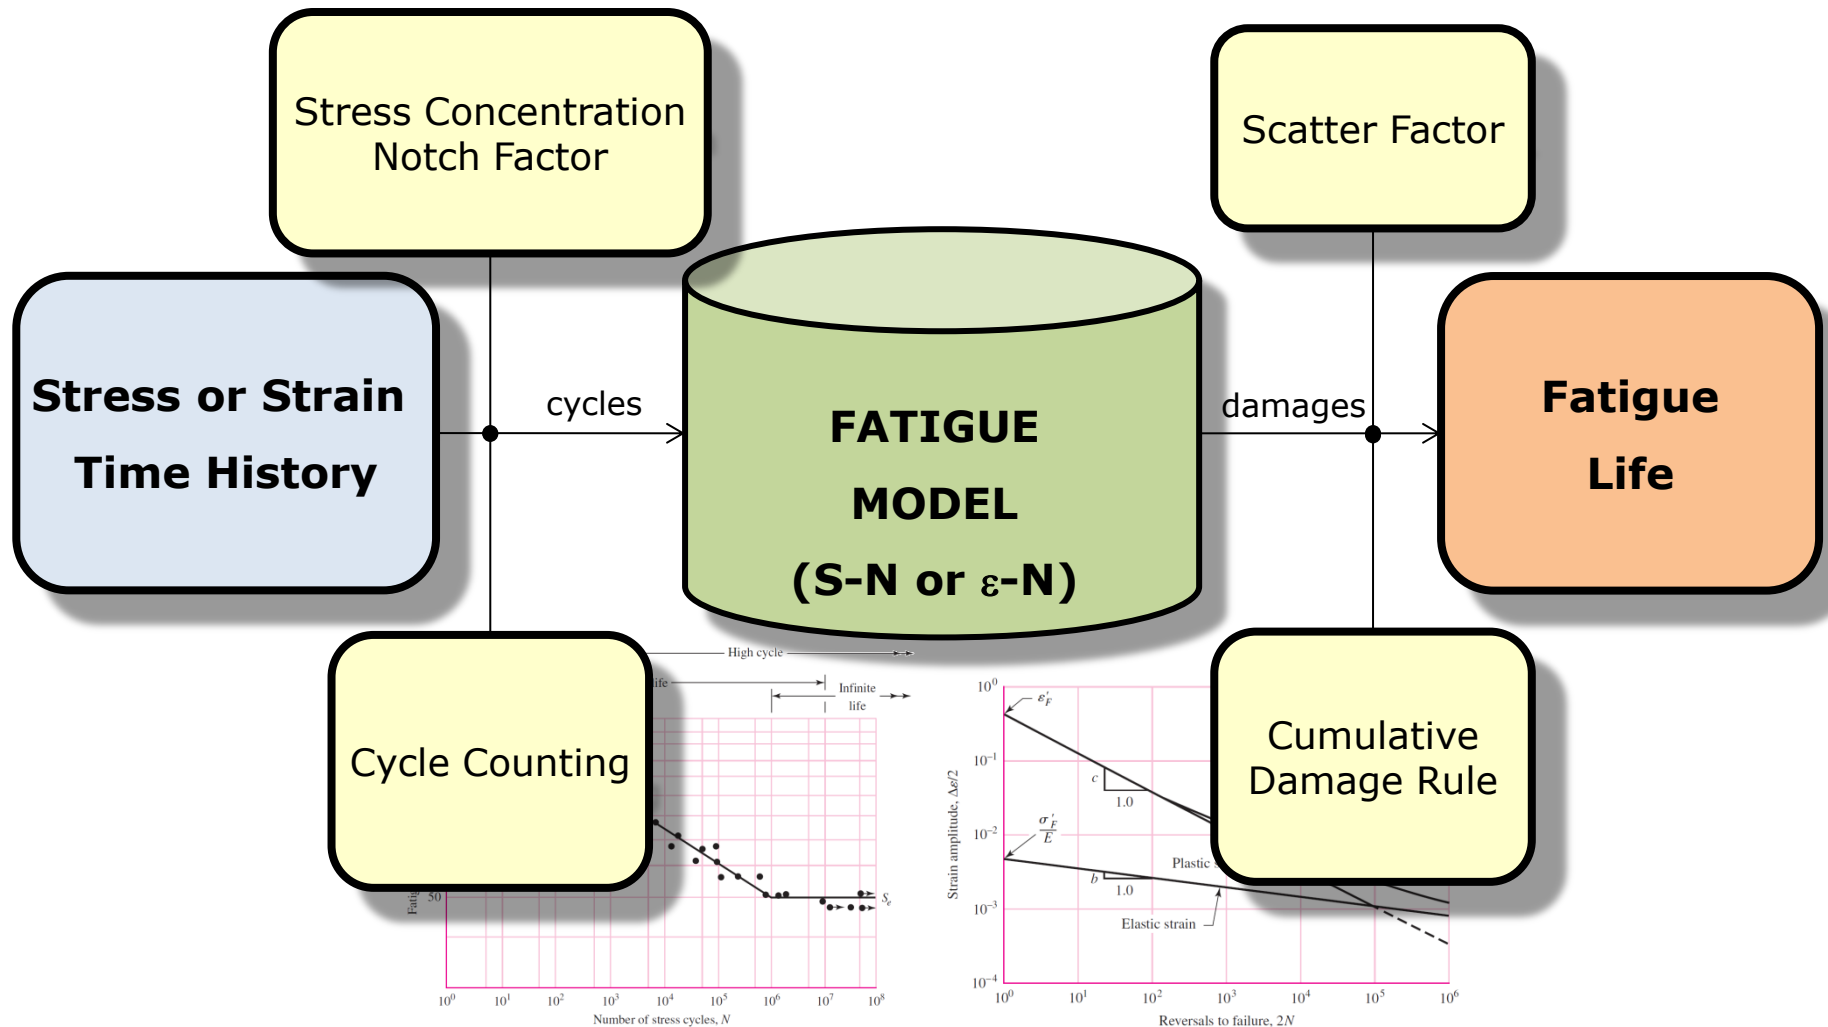 Stress Concentration
Notch Factor
Scatter Factor
Stress or Strain
Time History
cycles
FATIGUE
MODEL
(S-N or ε-N)
damages
Fatigue
Life
Cycle Counting
Cumulative
Damage Rule
High cycle
life
Infinite
life
50
Sₑ
10⁰ 10¹ 10² 10³ 10⁴ 10⁵ 10⁶ 10⁷ 10⁸
Number of stress cycles, N
10⁰
10⁻¹
10⁻²
10⁻³
10⁻⁴
Strain amplitude, Δε/2
ε′F
c
1.0
σ′F
E
Plastic
b
1.0
Elastic strain
10⁰ 10¹ 10² 10³ 10⁴ 10⁵ 10⁶
Reversals to failure, 2N